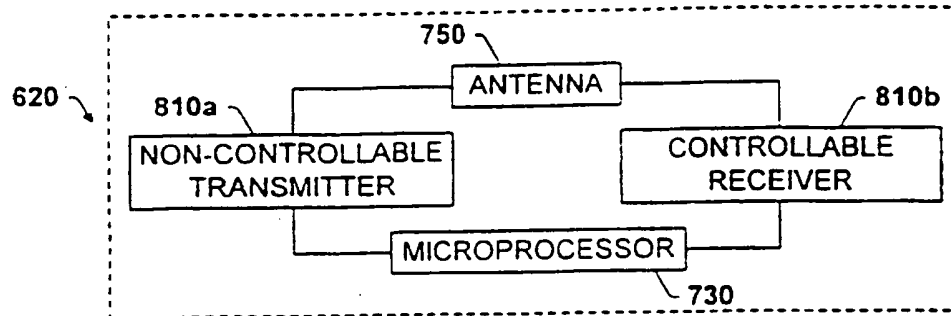 750
ANTENNA
620
810a
810b
NON-CONTROLLABLE
TRANSMITTER
CONTROLLABLE
RECEIVER
MICROPROCESSOR
730